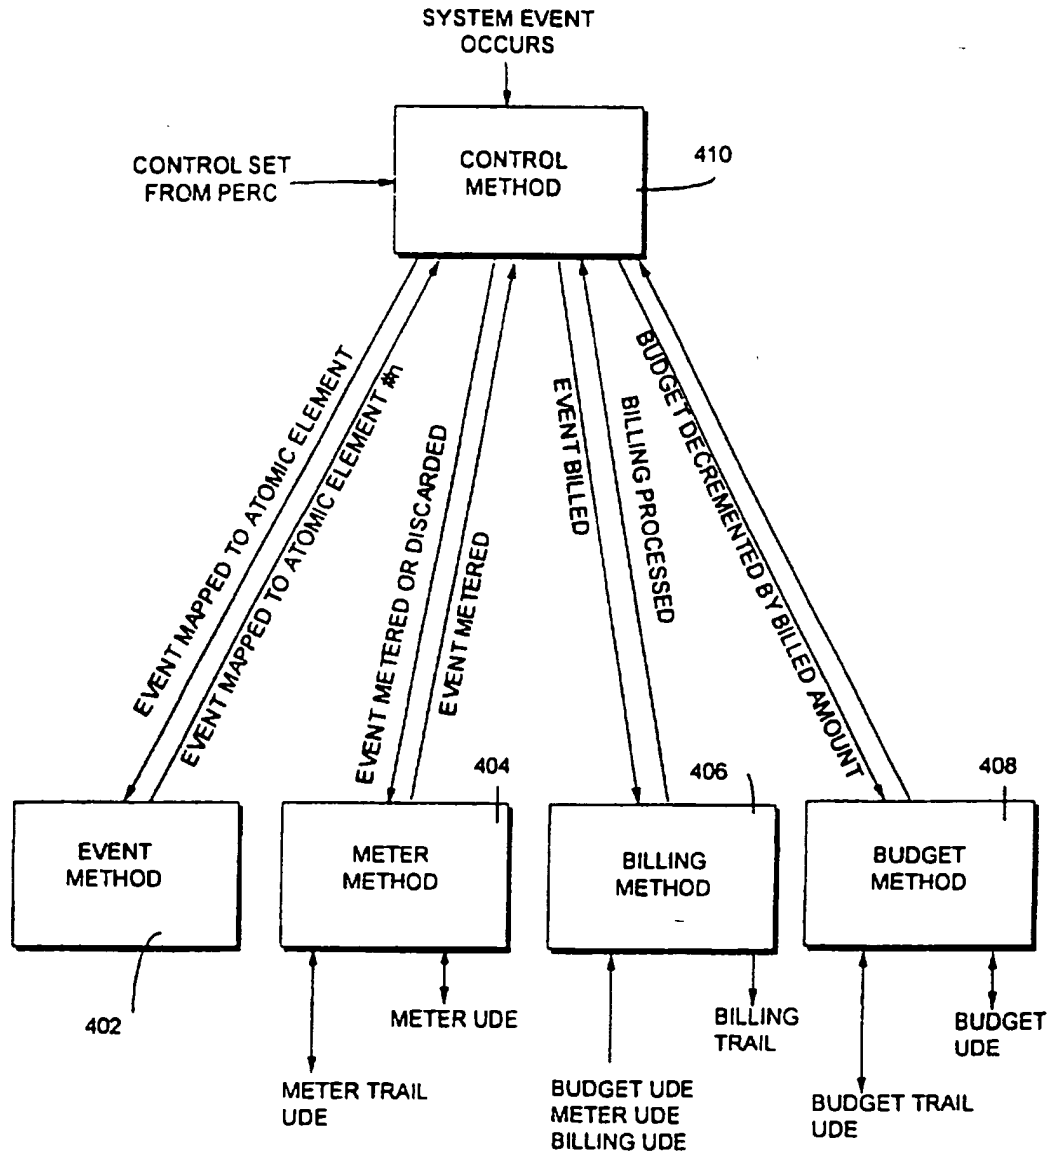 SYSTEM EVENT
OCCURS
CONTROL
METHOD
410
CONTROL SET
FROM PERC
EVENT MAPPED TO ATOMIC ELEMENT
EVENT MAPPED TO ATOMIC ELEMENT #n
EVENT METERED OR DISCARDED
EVENT METERED
EVENT BILLED
BILLING PROCESSED
BUDGET DECREMENTED BY BILLED AMOUNT
404
406
408
EVENT
METHOD
METER
METHOD
BILLING
METHOD
BUDGET
METHOD
402
METER UDE
METER TRAIL
UDE
BUDGET UDE
METER UDE
BILLING UDE
BILLING
TRAIL
BUDGET TRAIL
UDE
BUDGET
UDE